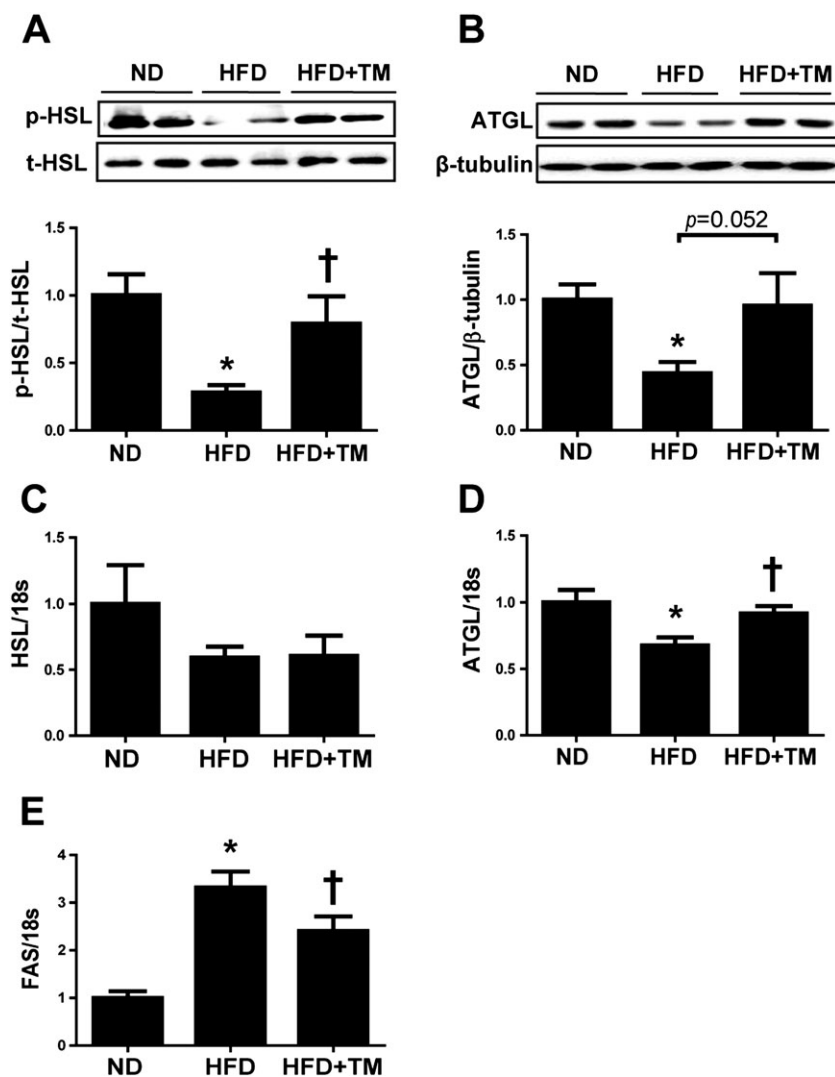 A
ND HFD HFD+TM
p-HSL
t-HSL
1.5
1.0
0.5
0.0
p-HSL/t-HSL
*
†
ND HFD HFD+TM
B
ND HFD HFD+TM
ATGL
β-tubulin
p=0.052
1.5
1.0
0.5
0.0
ATGL/β-tubulin
*
ND HFD HFD+TM
C
1.5
1.0
0.5
0.0
HSL/18s
ND HFD HFD+TM
D
1.5
1.0
0.5
0.0
ATGL/18s
*
†
ND HFD HFD+TM
E
4
3
2
1
0
FAS/18s
*
†
ND HFD HFD+TM